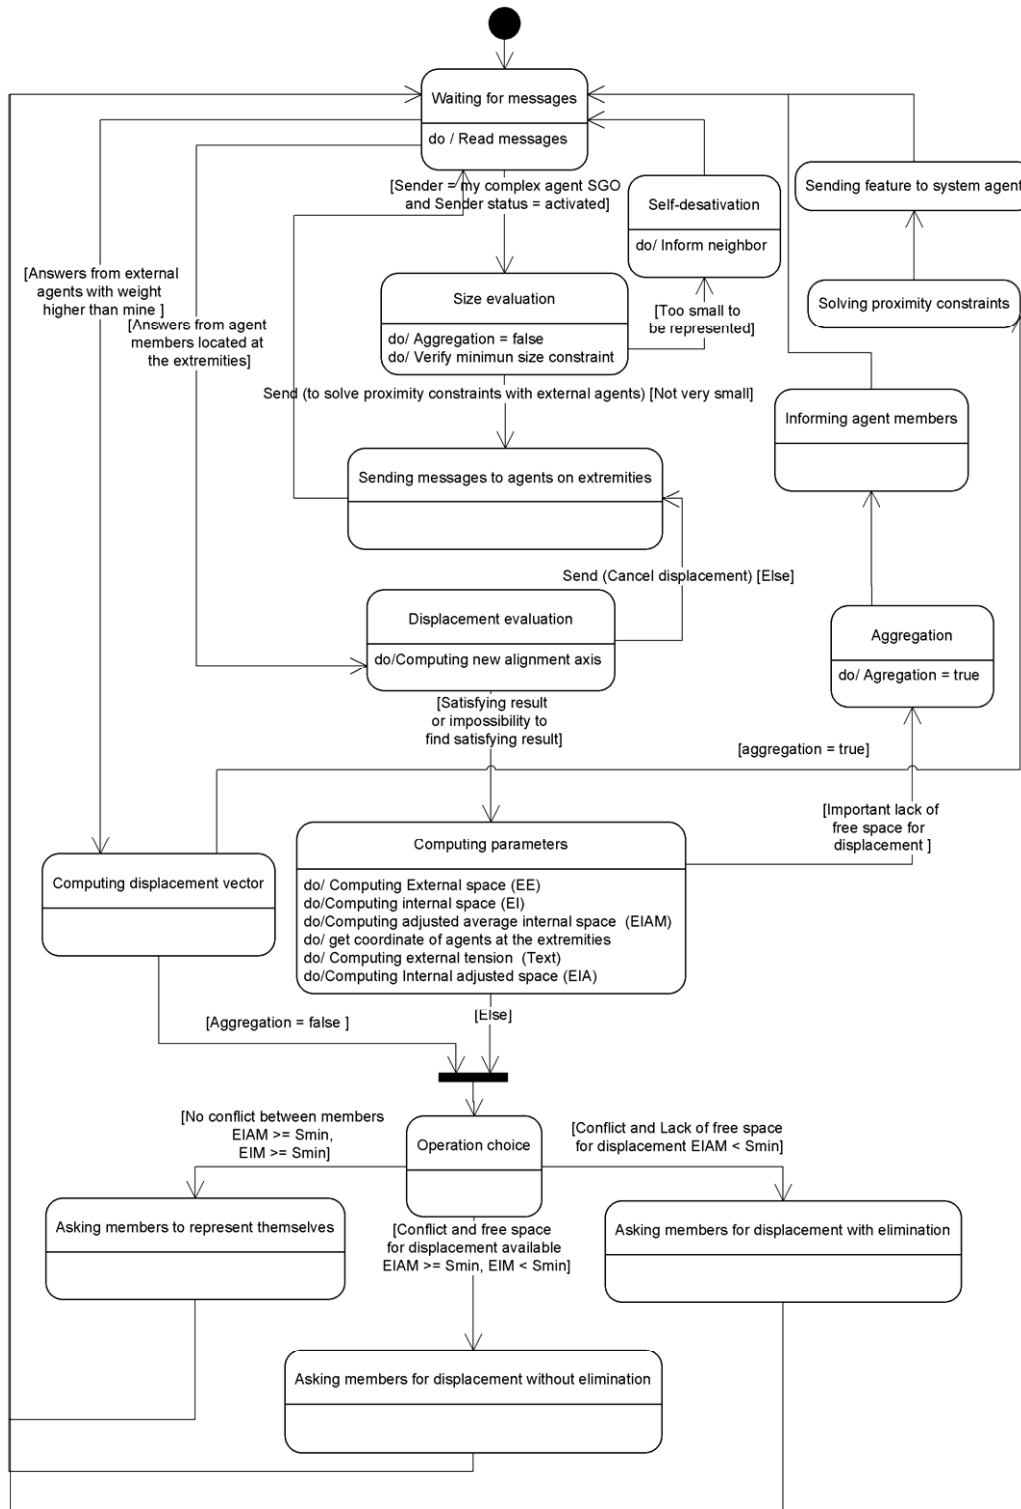 Waiting for messages
do / Read messages
[Sender = my complex agent SGO
and Sender status = activated]
Self-desativation
do/ Inform neighbor
Sending feature to system agent
[Answers from external
agents with weight
higher than mine ]
[Answers from agent
members located at
the extremities]
Size evaluation
do/ Aggregation = false
do/ Verify minimun size constraint
[Too small to
be represented]
Solving proximity constraints
Send (to solve proximity constraints with external agents) [Not very small]
Informing agent members
Sending messages to agents on extremities
Send (Cancel displacement) [Else]
Displacement evaluation
do/Computing new alignment axis
Aggregation
do/ Agregation = true
[Satisfying result
or impossibility to
find satisfying result]
[aggregation = true]
[Important lack of
free space for
displacement ]
Computing displacement vector
Computing parameters
do/ Computing External space (EE)
do/Computing internal space (EI)
do/Computing adjusted average internal space (EIAM)
do/ get coordinate of agents at the extremities
do/ Computing external tension (Text)
do/Computing Internal adjusted space (EIA)
[Aggregation = false ]
[Else]
[No conflict between members
EIAM >= Smin,
EIM >= Smin]
Operation choice
[Conflict and Lack of free space
for displacement EIAM < Smin]
Asking members to represent themselves
[Conflict and free space
for displacement available
EIAM >= Smin, EIM < Smin]
Asking members for displacement with elimination
Asking members for displacement without elimination